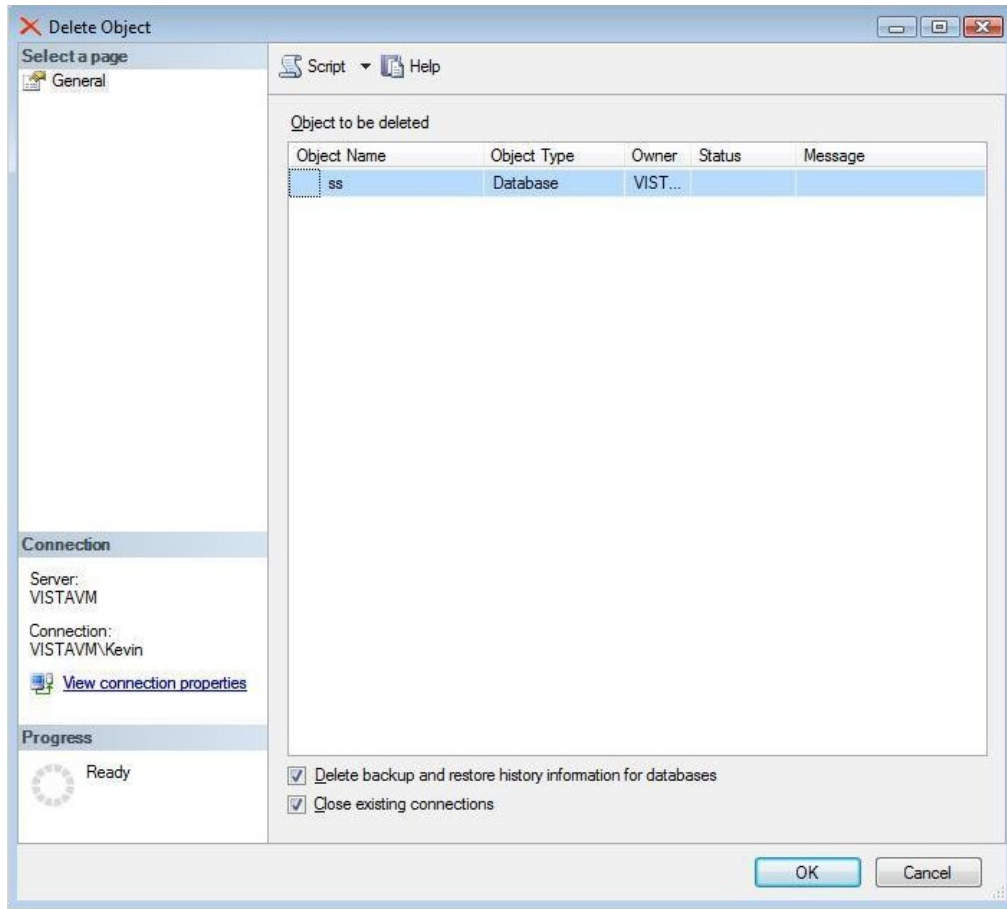 Delete Object
Select a page
General
Script Help
Object to be deleted
Object Name Object Type Owner Status Message
ss Database VIST...
Connection
Server:
VISTAVM
Connection:
VISTAVM\Kevin
View connection properties
Progress
Ready
Delete backup and restore history information for databases
Close existing connections
OK Cancel